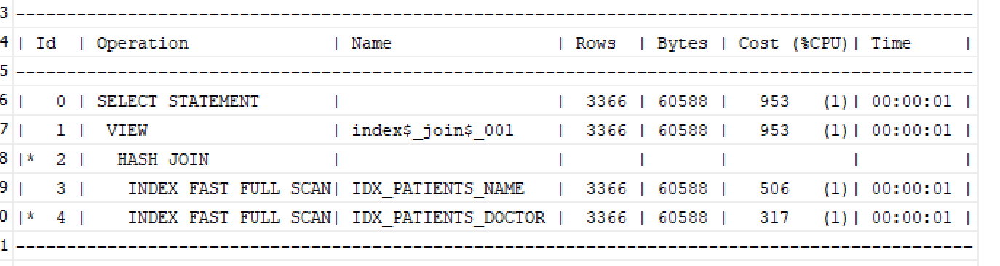 3 ----------------------------------------------------------------------------------------------
4 | Id  | Operation              | Name                | Rows  | Bytes | Cost (%CPU)| Time     |
5 ----------------------------------------------------------------------------------------------
6 |   0 | SELECT STATEMENT       |                     |  3366 | 60588 |   953   (1)| 00:00:01 |
7 |   1 |  VIEW                  | index$_join$_001    |  3366 | 60588 |   953   (1)| 00:00:01 |
8 |*  2 |   HASH JOIN            |                     |       |       |            |          |
9 |   3 |    INDEX FAST FULL SCAN| IDX_PATIENTS_NAME   |  3366 | 60588 |   506   (1)| 00:00:01 |
0 |*  4 |    INDEX FAST FULL SCAN| IDX_PATIENTS_DOCTOR |  3366 | 60588 |   317   (1)| 00:00:01 |
1 ----------------------------------------------------------------------------------------------